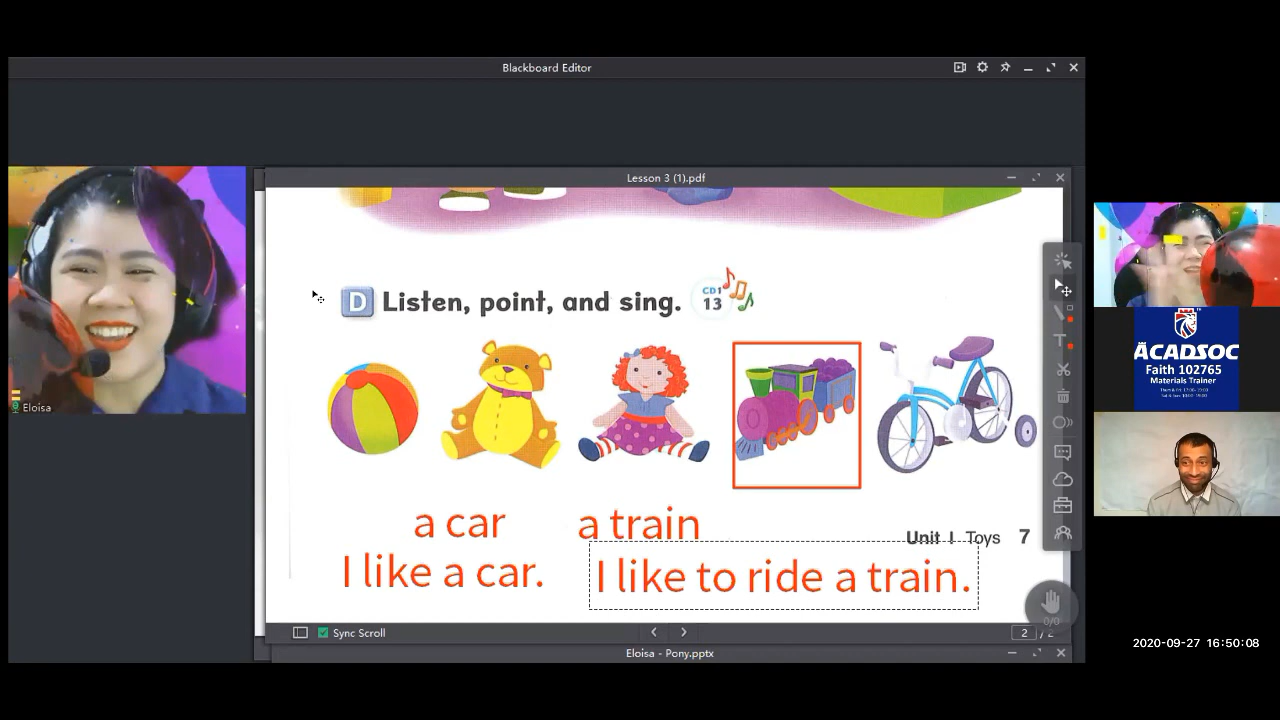 Blackboard Editor
Lesson 3 (1).pdf
D Listen, point, and sing.
CD1
13
a car
a train
Unit 1 Toys 7
I like a car.
I like to ride a train.
0/0
Sync Scroll
2
Eloisa - Pony.pptx
Eloisa
ACADSOC
Faith 102765
Materials Trainer
2020-09-27 16:50:08